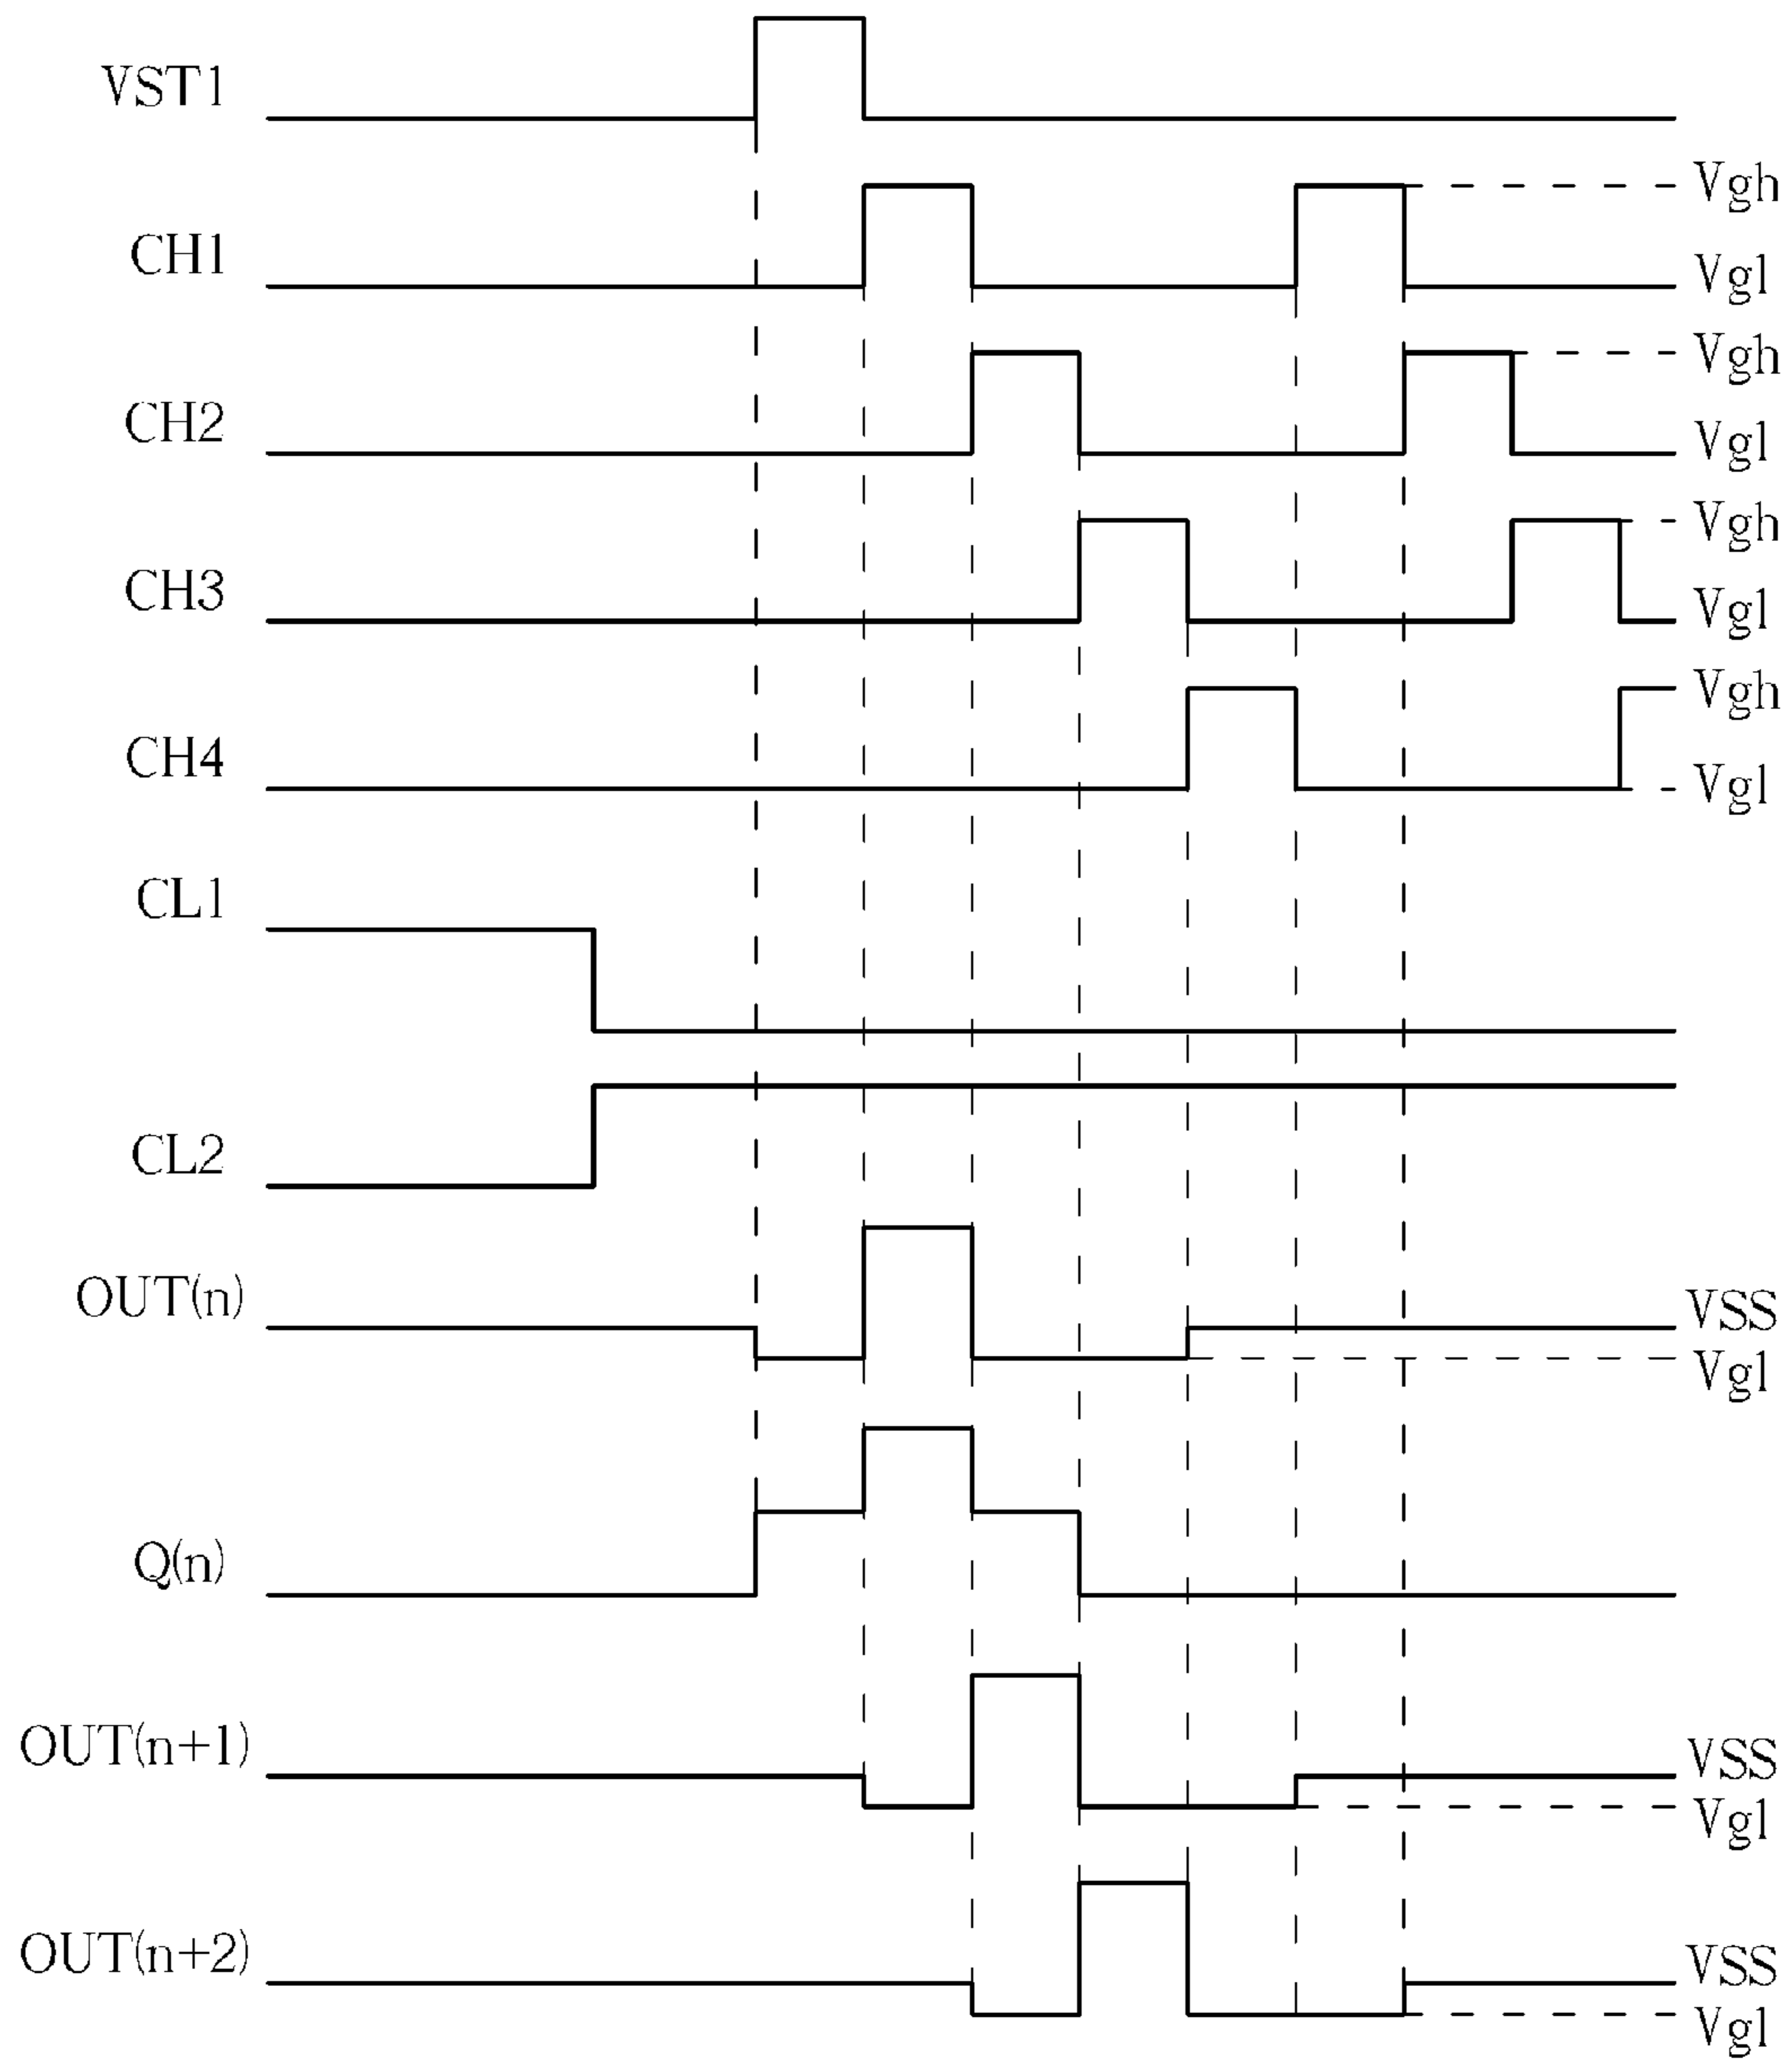 VST1
Vgh
CH1
Vgl
Vgh
CH2
Vgl
Vgh
CH3
Vgl
Vgh
CH4
Vgl
CL1
CL2
OUT(n)
VSS
Vgl
Q(n)
OUT(n+1)
VSS
Vgl
OUT(n+2)
VSS
Vgl